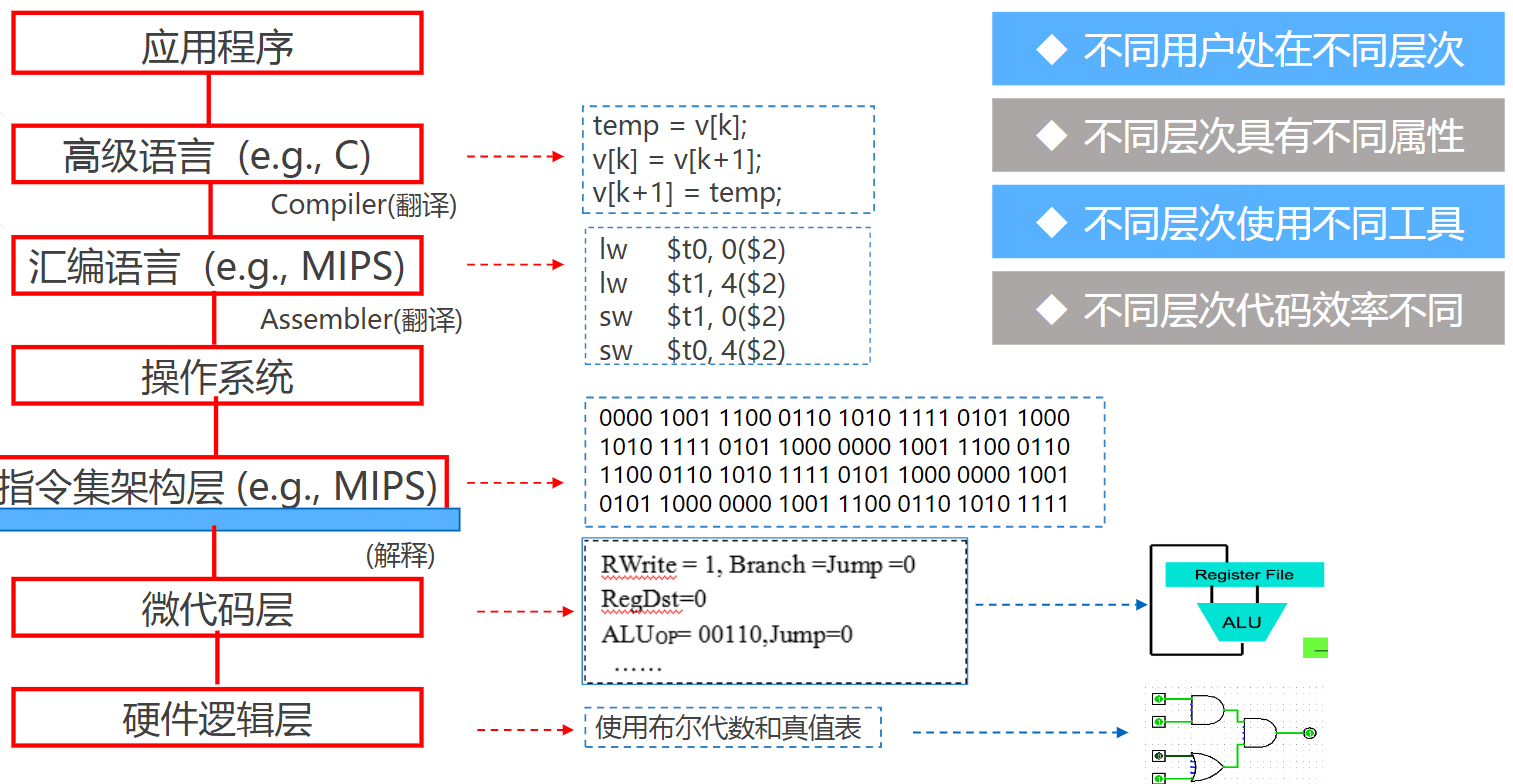 应用程序
高级语言 (e.g., C)
Compiler(翻译)
汇编语言 (e.g., MIPS)
Assembler(翻译)
操作系统
指令集架构层 (e.g., MIPS)
(解释)
微代码层
硬件逻辑层
temp = v[k];
v[k] = v[k+1];
v[k+1] = temp;
lw $t0, 0($2)
lw $t1, 4($2)
sw $t1, 0($2)
sw $t0, 4($2)
0000 1001 1100 0110 1010 1111 0101 1000
1010 1111 0101 1000 0000 1001 1100 0110
1100 0110 1010 1111 0101 1000 0000 1001
0101 1000 0000 1001 1100 0110 1010 1111
RWrite = 1, Branch =Jump =0
RegDst=0
ALUOP= 00110,Jump=0
……
使用布尔代数和真值表
◆ 不同用户处在不同层次
◆ 不同层次具有不同属性
◆ 不同层次使用不同工具
◆ 不同层次代码效率不同
Register File
ALU